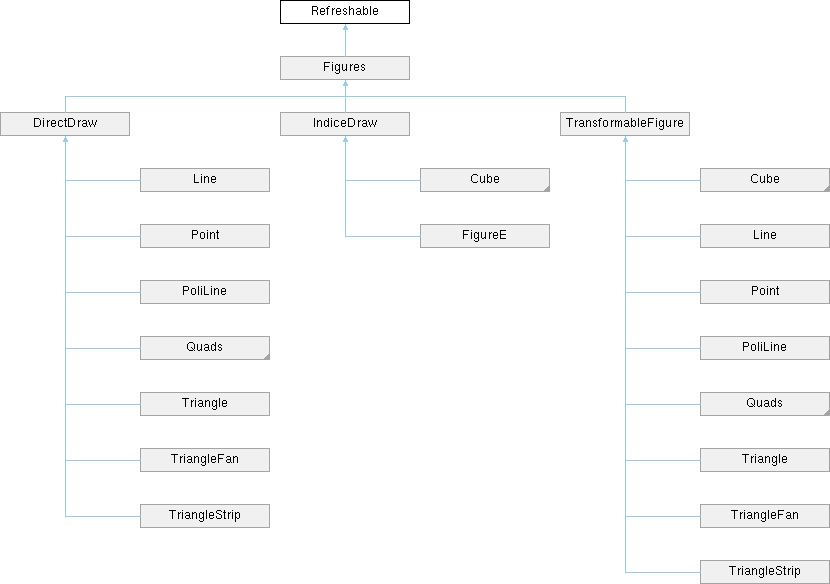 Refreshable
Figures
DirectDraw
IndiceDraw
TransformableFigure
Line
Cube
Cube
Point
FigureE
Line
PoliLine
Point
Quads
PoliLine
Triangle
Quads
TriangleFan
Triangle
TriangleStrip
TriangleFan
TriangleStrip